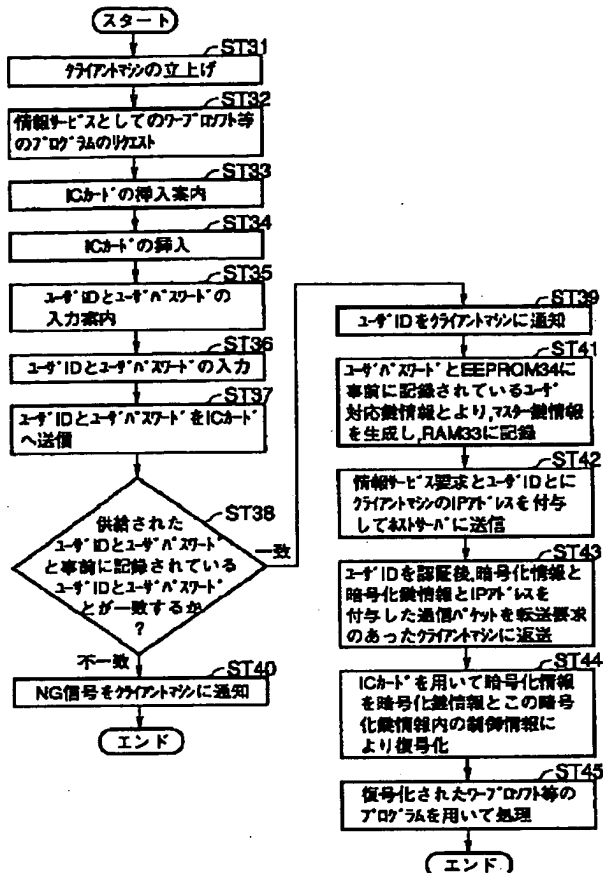 スタート
ST31
クライアントマシンの立上げ
ST32
情報サービスとしてのワープロソフト等
のプログラムのリクエスト
ST33
ICカードの挿入案内
ST34
ICカードの挿入
ST35
ユーザIDとユーザパスワードの
入力案内
ST36
ユーザIDとユーザパスワードの入力
ST37
ユーザIDとユーザパスワードをICカード
へ送信
ST38
供給された
ユーザIDとユーザパスワード
と事前に記録されている
ユーザIDとユーザパスワード
とが一致するか
?
一致
不一致
ST40
NG信号をクライアントマシンに通知
エンド
ST39
ユーザIDをクライアントマシンに通知
ST41
ユーザパスワードとEEPROM34に
事前に記録されているユーザ
対応鍵情報とより,マスター鍵情報
を生成し,RAM33に記録
ST42
情報サービス要求とユーザIDとに
クライアントマシンのIPアドレスを付与
してホストサーバに送信
ST43
ユーザIDを認証後,暗号化情報と
暗号化鍵情報とIPアドレスを
付与した通信パケットを転送要求
のあったクライアントマシンに返送
ST44
ICカードを用いて暗号化情報
を暗号化鍵情報とこの暗号
化鍵情報内の制御情報に
より復号化
ST45
復号化されたワープロソフト等の
プログラムを用いて処理
エンド